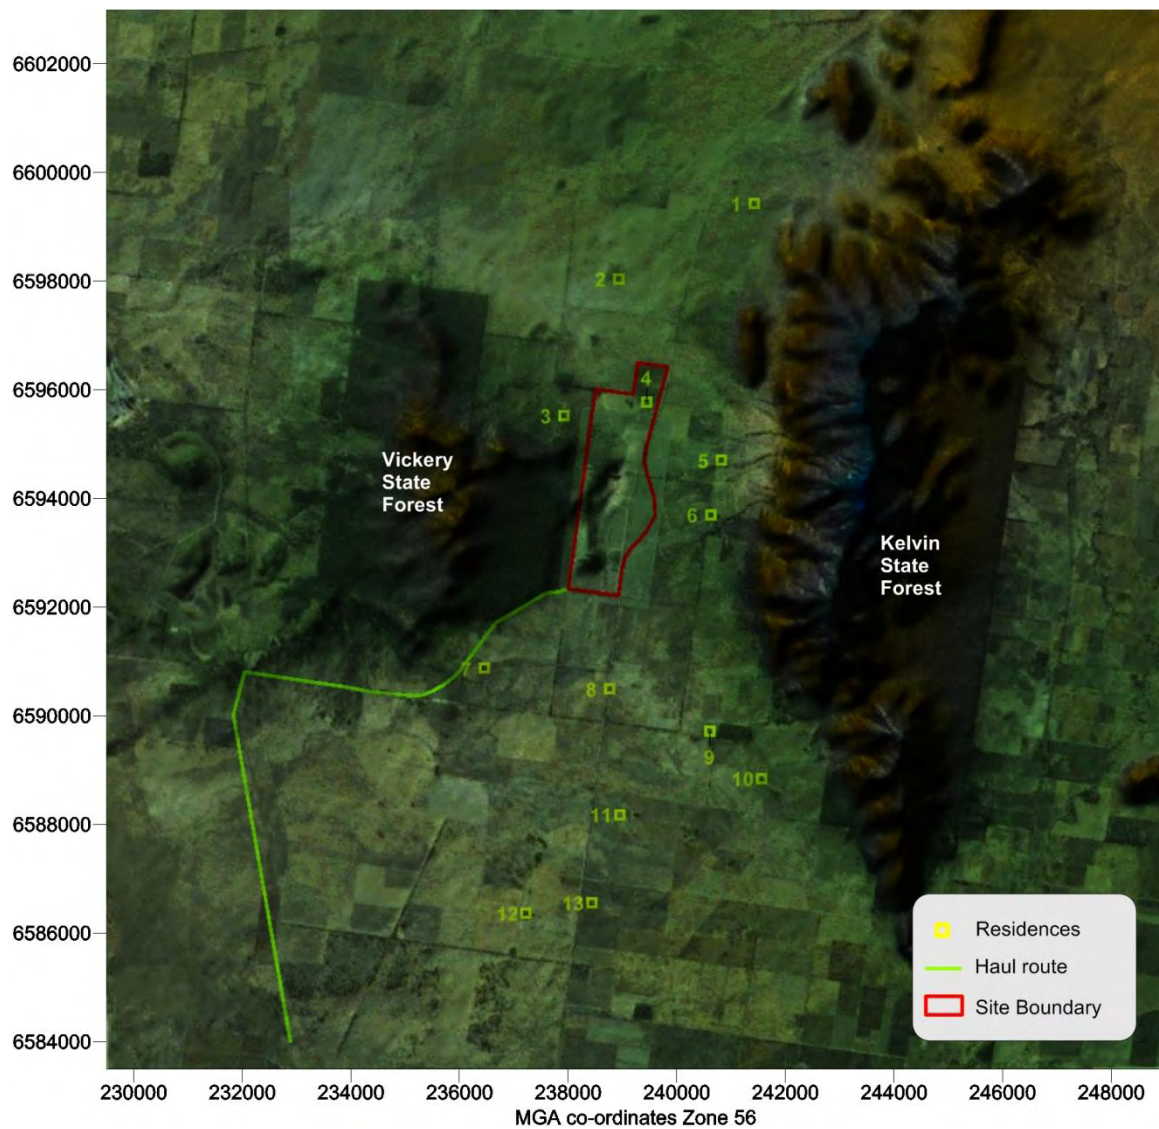 6602000
6600000
1
2
6598000
6596000
4
3
Vickery
State
Forest
5
6594000
6
Kelvin
State
Forest
6592000
7
8
6590000
9
10
6588000
11
12
13
6586000
Residences
Haul route
Site Boundary
6584000
230000 232000 234000 236000 238000 240000 242000 244000 246000 248000
MGA co-ordinates Zone 56